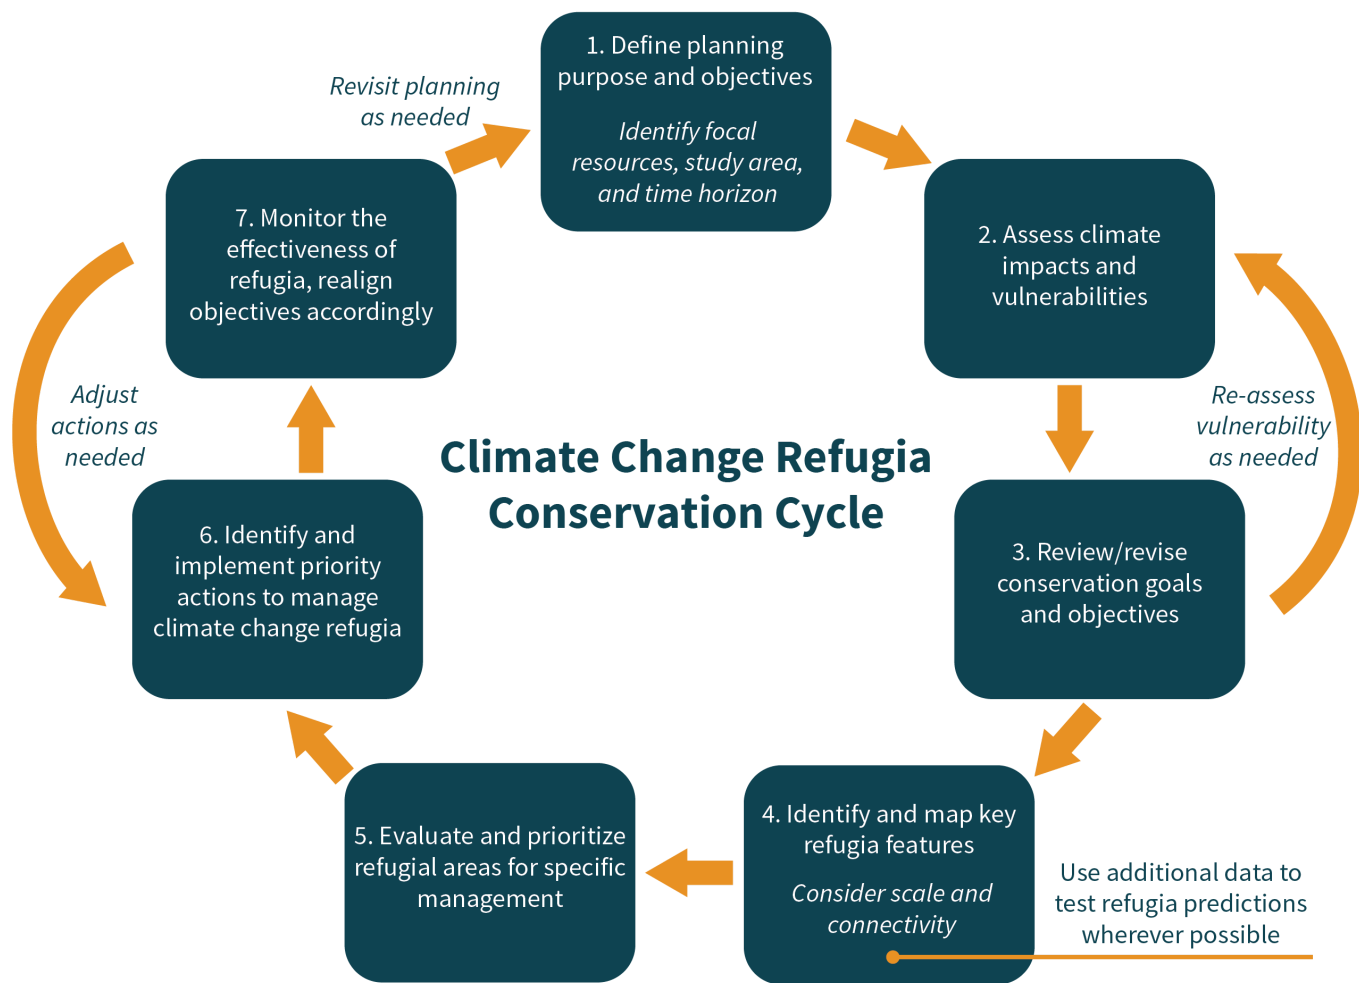 1. Define planning
purpose and objectives
Identify focal
resources, study area,
and time horizon
2. Assess climate
impacts and
vulnerabilities
Re-assess
vulnerability
as needed
3. Review/revise
conservation goals
and objectives
4. Identify and map key
refugia features
Consider scale and
connectivity
Use additional data to
test refugia predictions
wherever possible
5. Evaluate and prioritize
refugial areas for specific
management
6. Identify and
implement priority
actions to manage
climate change refugia
Adjust
actions as
needed
7. Monitor the
effectiveness of
refugia, realign
objectives accordingly
Revisit planning
as needed
Climate Change Refugia
Conservation Cycle